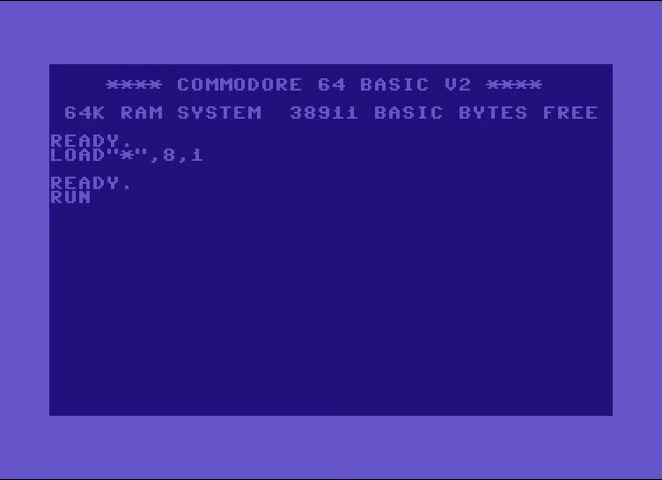 **** COMMODORE 64 BASIC V2 ****
64K RAM SYSTEM  38911 BASIC BYTES FREE
READY.
LOAD"*",8,1
READY.
RUN